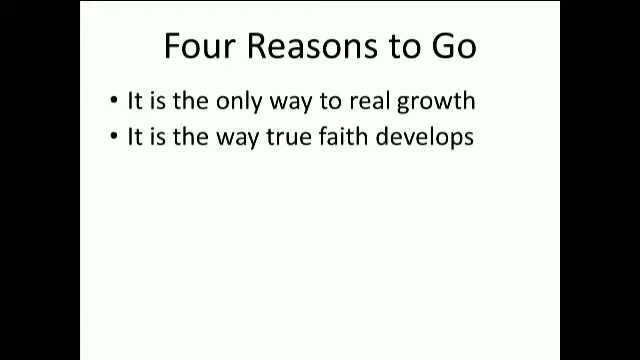 Four Reasons to Go
• It is the only way to real growth
• It is the way true faith develops